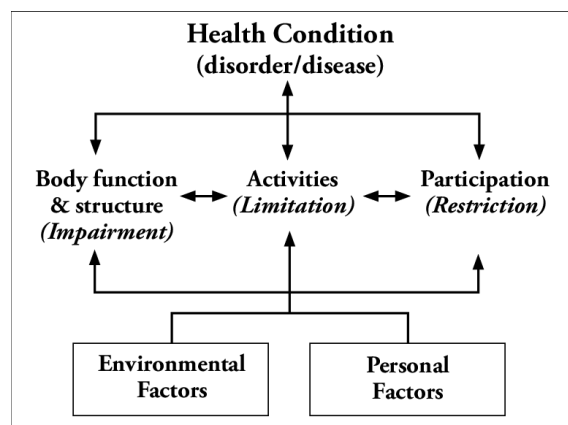 Health Condition
(disorder/disease)
Body function
& structure
(Impairment)
Activities
(Limitation)
Participation
(Restriction)
Environmental
Factors
Personal
Factors